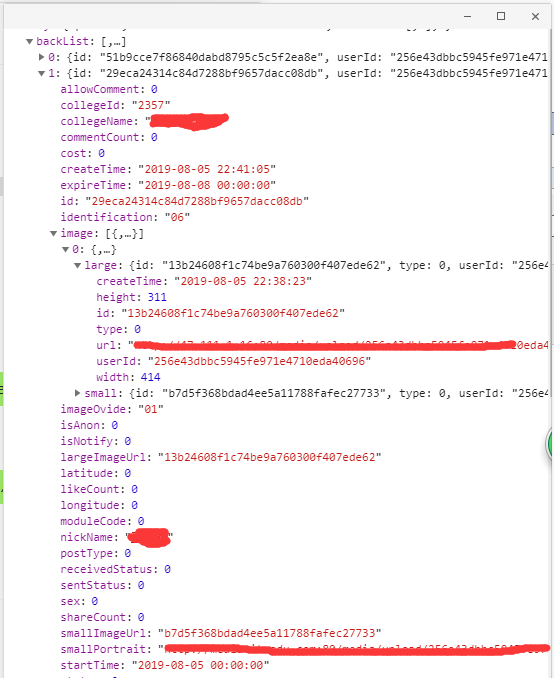 backList: [,…]
0: {id: "51b9cce7f86840dabd8795c5c5f2ea8e", userId: "256e43dbbc5945fe971e471
1: {id: "29eca24314c84d7288bf9657dacc08db", userId: "256e43dbbc5945fe971e471
allowComment: 0
collegeId: "2357"
collegeName: "
commentCount: 0
cost: 0
createTime: "2019-08-05 22:41:05"
expireTime: "2019-08-08 00:00:00"
id: "29eca24314c84d7288bf9657dacc08db"
identification: "06"
image: [{,…}]
0: {,…}
large: {id: "13b24608f1c74be9a760300f407ede62", type: 0, userId: "256e4
createTime: "2019-08-05 22:38:23"
height: 311
id: "13b24608f1c74be9a760300f407ede62"
type: 0
url:
userId: "256e43dbbc5945fe971e4710eda40696"
width: 414
small: {id: "b7d5f368bdad4ee5a11788fafec27733", type: 0, userId: "256e4
imageOvide: "01"
isAnon: 0
isNotify: 0
largeImageUrl: "13b24608f1c74be9a760300f407ede62"
latitude: 0
likeCount: 0
longitude: 0
moduleCode: 0
nickName:
postType: 0
receivedStatus: 0
sentStatus: 0
sex: 0
shareCount: 0
smallImageUrl: "b7d5f368bdad4ee5a11788fafec27733"
smallPortrait:
startTime: "2019-08-05 00:00:00"